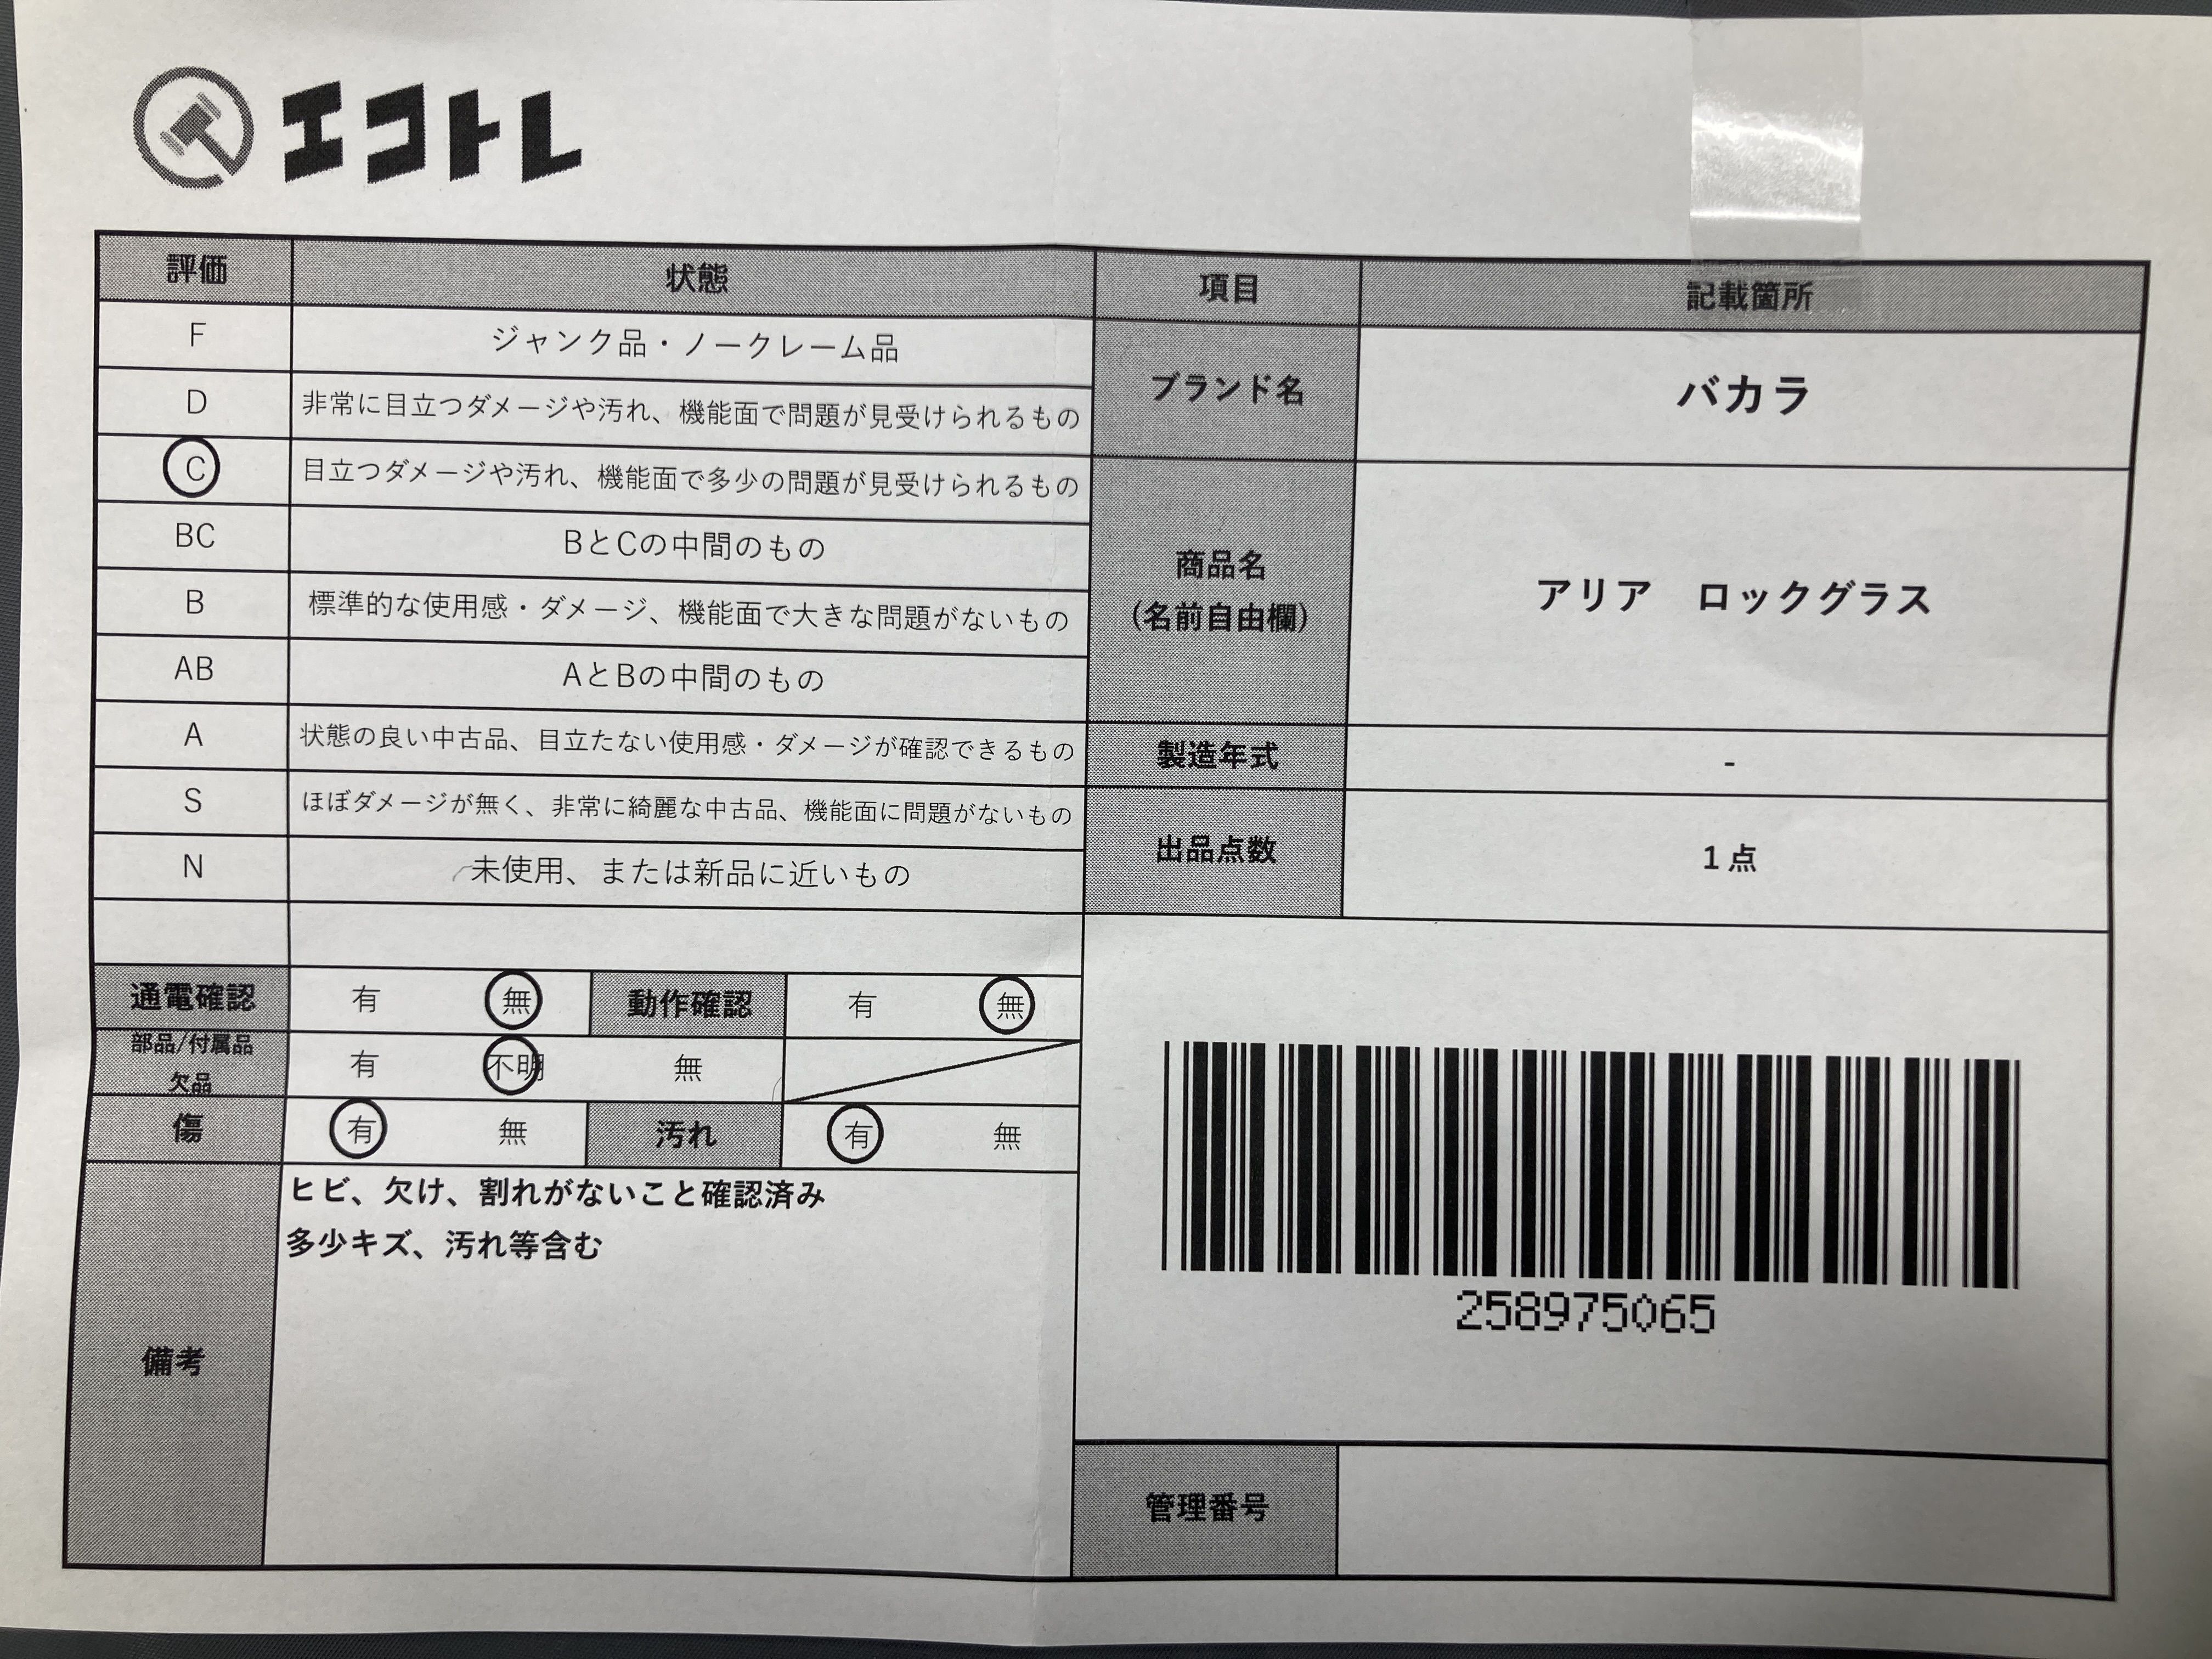 エコトレ
評価 状態
F ジャンク品・ノークレーム品
D 非常に目立つダメージや汚れ、機能面で問題が見受けられるもの
C 目立つダメージや汚れ、機能面で多少の問題が見受けられるもの
BC BとCの中間のもの
B 標準的な使用感・ダメージ、機能面で大きな問題がないもの
AB AとBの中間のもの
A 状態の良い中古品、目立たない使用感・ダメージが確認できるもの
S ほぼダメージが無く、非常に綺麗な中古品、機能面に問題がないもの
N 未使用、または新品に近いもの
通電確認 有 無 動作確認 有 無
部品/付属品
欠品 有 不明 無
傷 有 無 汚れ 有 無
備考
ヒビ、欠け、割れがないこと確認済み
多少キズ、汚れ等含む
項目 記載箇所
ブランド名 バカラ
商品名
(名前自由欄)
アリア ロックグラス
製造年式 -
出品点数 1点
258975065
管理番号